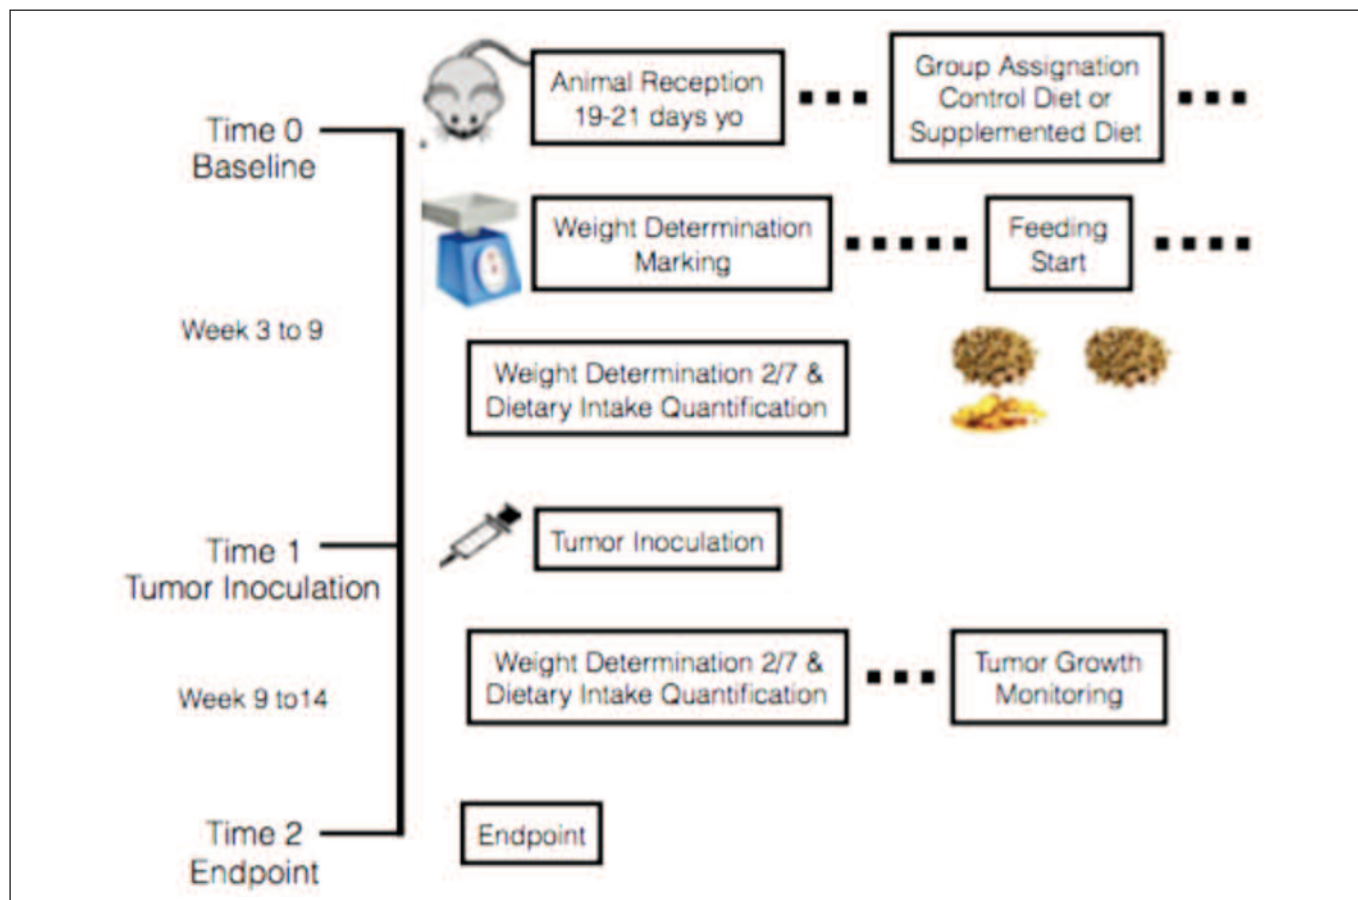 Time 0
Baseline
Animal Reception
19-21 days yo
Group Assignation
Control Diet or
Supplemented Diet
Weight Determination
Marking
Feeding
Start
Week 3 to 9
Weight Determination 2/7 &
Dietary Intake Quantification
Time 1
Tumor Inoculation
Tumor Inoculation
Week 9 to14
Weight Determination 2/7 &
Dietary Intake Quantification
Tumor Growth
Monitoring
Time 2
Endpoint
Endpoint